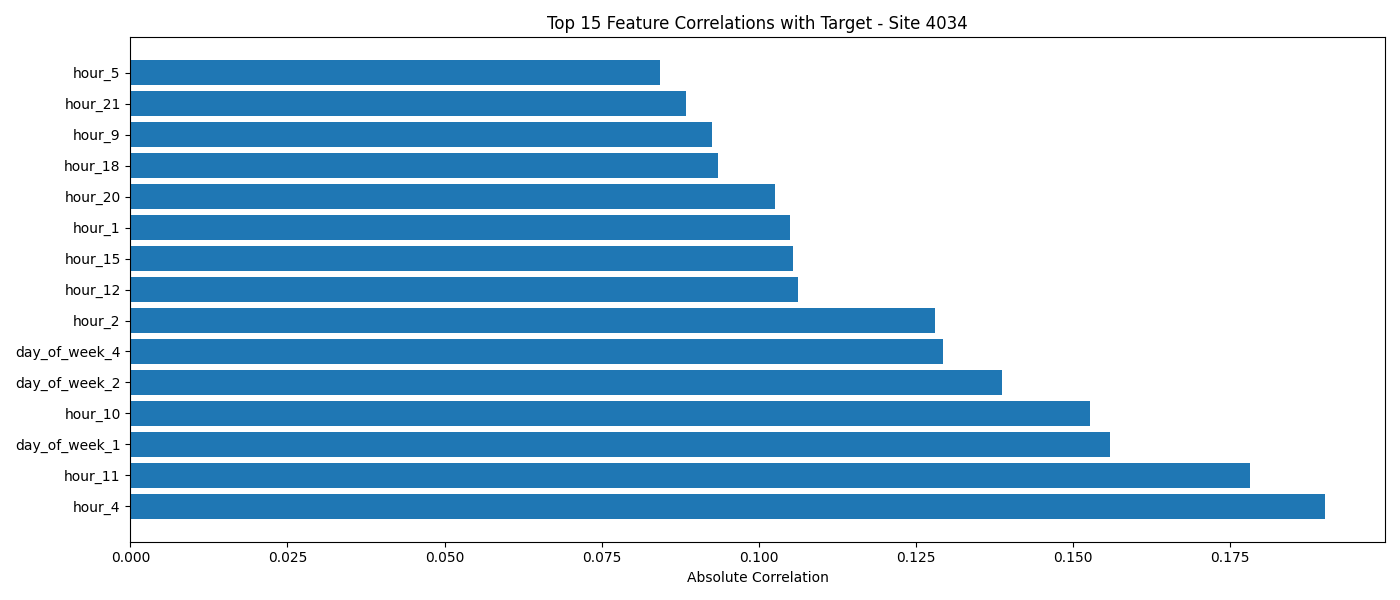 Top 15 Feature Correlations with Target - Site 4034
hour_5
hour_21
hour_9
hour_18
hour_20
hour_1
hour_15
hour_12
hour_2
day_of_week_4
day_of_week_2
hour_10
day_of_week_1
hour_11
hour_4
0.000 0.025 0.050 0.075 0.100 0.125 0.150 0.175
Absolute Correlation